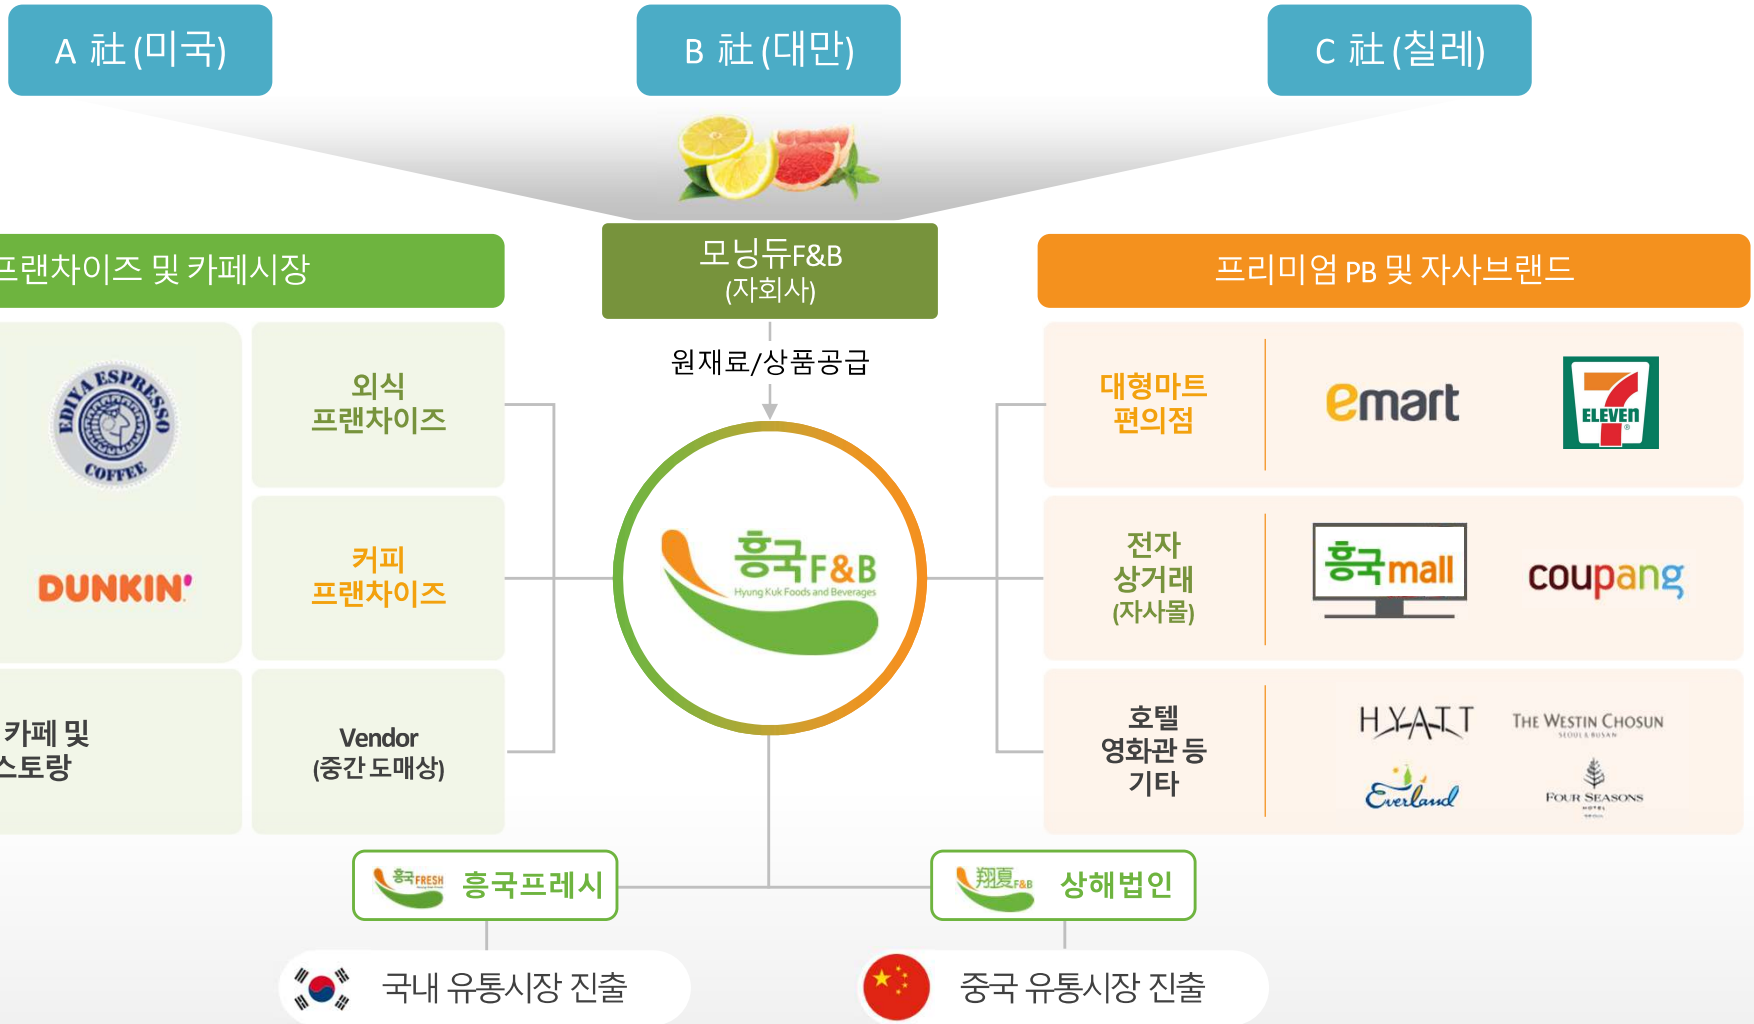 A 社 (미국)
B 社 (대만)
C 社 (칠레)
프랜차이즈 및 카페시장
모닝듀F&B
(자회사)
프리미엄 PB 및 자사브랜드
원재료/상품공급
EDIYA ESPRESSO
COFFEE
외식
프랜차이즈
DUNKIN'
커피
프랜차이즈
카페 및
스토랑
Vendor
(중간 도매상)
흥국F&B
Hyung Kuk Foods and Beverages
대형마트
편의점
emart
7
ELEVEN
전자
상거래
(자사몰)
흥국mall
coupang
호텔
영화관 등
기타
HYATT
THE WESTIN CHOSUN
SEOUL & BUSAN
Everland
FOUR SEASONS
HOTEL
흥국FRESH
흥국프레시
翔夏F&B
상해법인
국내 유통시장 진출
중국 유통시장 진출